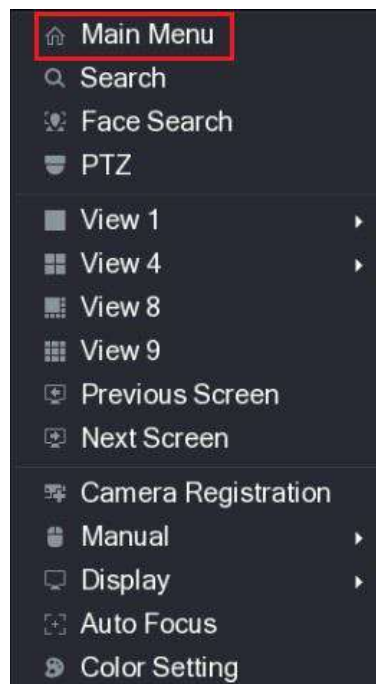 Main Menu
Search
Face Search
PTZ
View 1
View 4
View 8
View 9
Previous Screen
Next Screen
Camera Registration
Manual
Display
Auto Focus
Color Setting